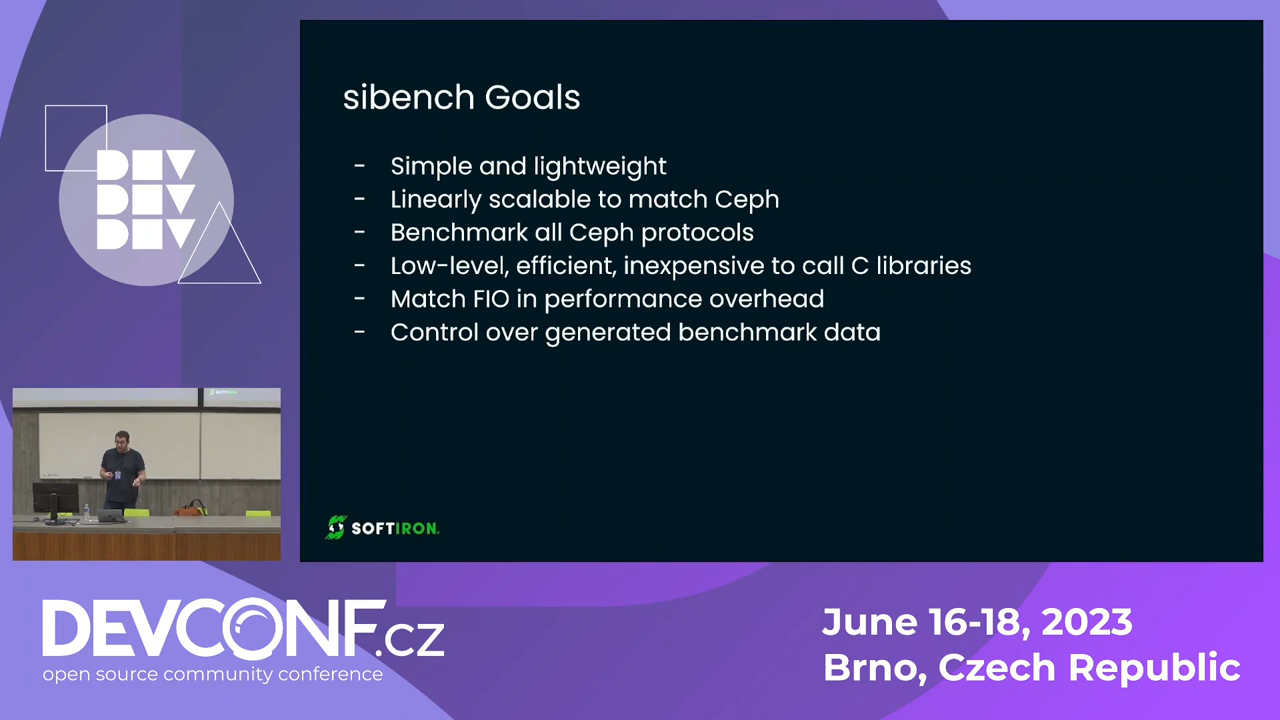 sibench Goals
- Simple and lightweight
- Linearly scalable to match Ceph
- Benchmark all Ceph protocols
- Low-level, efficient, inexpensive to call C libraries
- Match FIO in performance overhead
- Control over generated benchmark data
SOFTIRON
DEV
DEV
DEV
SOFTIRON
DEVCONF.cz
open source community conference
June 16-18, 2023
Brno, Czech Republic